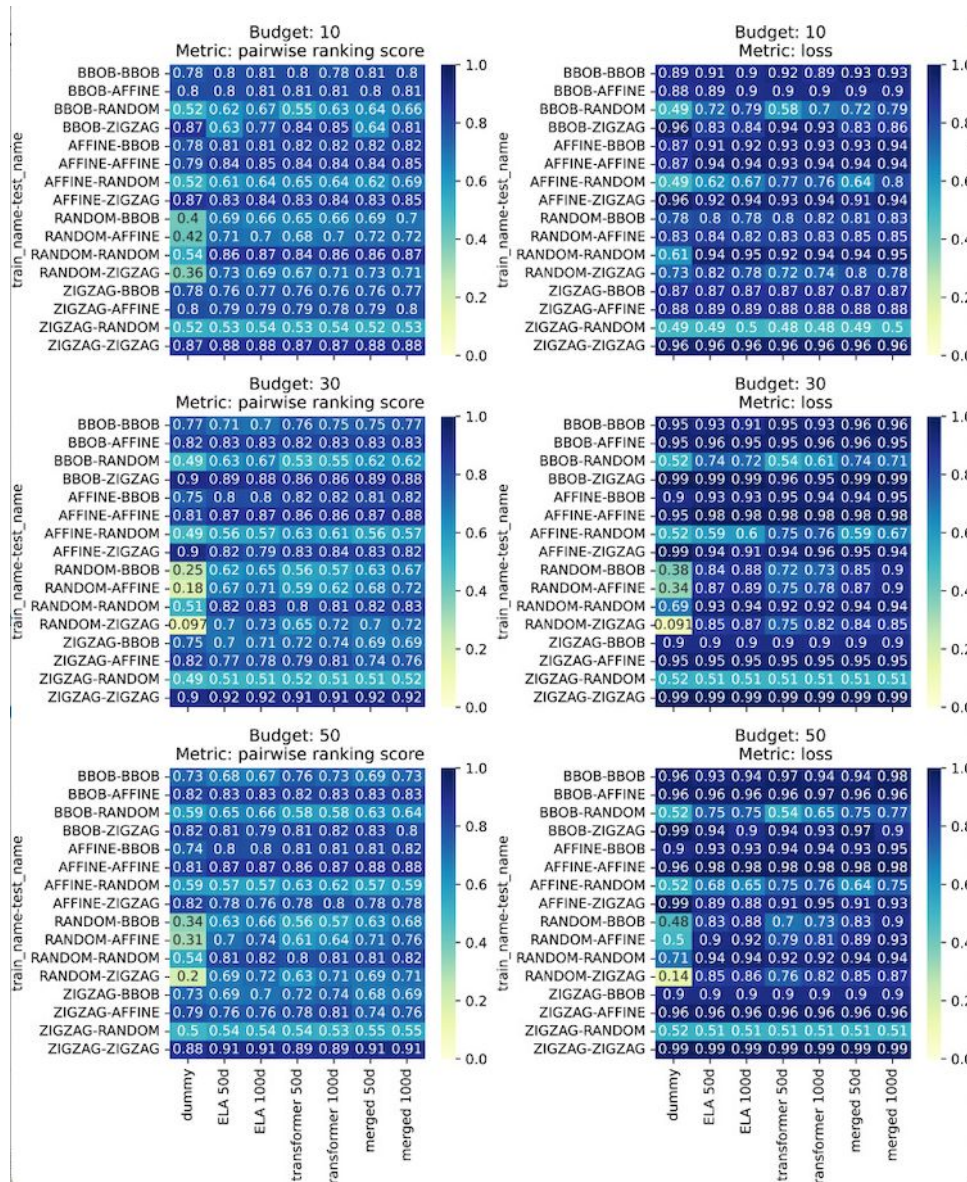 Budget: 10
Metric: pairwise ranking score
train_name-test_name
BBOB-BBOB 0.78 0.8 0.81 0.8 0.78 0.81 0.8
BBOB-AFFINE 0.8 0.8 0.81 0.81 0.81 0.8 0.81
BBOB-RANDOM 0.52 0.62 0.67 0.55 0.63 0.64 0.66
BBOB-ZIGZAG 0.87 0.63 0.77 0.84 0.85 0.64 0.81
AFFINE-BBOB 0.78 0.81 0.81 0.82 0.82 0.82 0.82
AFFINE-AFFINE 0.79 0.84 0.85 0.84 0.84 0.84 0.85
AFFINE-RANDOM 0.52 0.61 0.64 0.65 0.64 0.62 0.69
AFFINE-ZIGZAG 0.87 0.83 0.84 0.83 0.84 0.83 0.85
RANDOM-BBOB 0.4 0.69 0.66 0.65 0.66 0.69 0.7
RANDOM-AFFINE 0.42 0.71 0.7 0.68 0.7 0.72 0.72
RANDOM-RANDOM 0.54 0.86 0.87 0.84 0.86 0.86 0.87
RANDOM-ZIGZAG 0.36 0.73 0.69 0.67 0.71 0.73 0.71
ZIGZAG-BBOB 0.78 0.76 0.77 0.76 0.76 0.76 0.77
ZIGZAG-AFFINE 0.8 0.79 0.79 0.79 0.78 0.79 0.8
ZIGZAG-RANDOM 0.52 0.53 0.54 0.53 0.54 0.52 0.53
ZIGZAG-ZIGZAG 0.87 0.88 0.88 0.87 0.87 0.88 0.88
1.0
0.8
0.6
0.4
0.2
0.0
Budget: 10
Metric: loss
train_name-test_name
BBOB-BBOB 0.89 0.91 0.9 0.92 0.89 0.93 0.93
BBOB-AFFINE 0.88 0.89 0.9 0.9 0.9 0.9 0.9
BBOB-RANDOM 0.49 0.72 0.79 0.58 0.7 0.72 0.79
BBOB-ZIGZAG 0.96 0.83 0.84 0.94 0.93 0.83 0.86
AFFINE-BBOB 0.87 0.91 0.92 0.93 0.93 0.93 0.94
AFFINE-AFFINE 0.87 0.94 0.94 0.93 0.94 0.94 0.94
AFFINE-RANDOM 0.49 0.62 0.67 0.77 0.76 0.64 0.8
AFFINE-ZIGZAG 0.96 0.92 0.94 0.93 0.94 0.91 0.94
RANDOM-BBOB 0.78 0.8 0.78 0.8 0.82 0.81 0.83
RANDOM-AFFINE 0.83 0.84 0.82 0.83 0.83 0.85 0.85
RANDOM-RANDOM 0.61 0.94 0.95 0.92 0.94 0.94 0.95
RANDOM-ZIGZAG 0.73 0.82 0.78 0.72 0.74 0.8 0.78
ZIGZAG-BBOB 0.87 0.87 0.87 0.87 0.87 0.87 0.87
ZIGZAG-AFFINE 0.88 0.89 0.89 0.88 0.88 0.88 0.88
ZIGZAG-RANDOM 0.49 0.49 0.5 0.48 0.48 0.49 0.5
ZIGZAG-ZIGZAG 0.96 0.96 0.96 0.96 0.96 0.96 0.96
Budget: 30
Metric: pairwise ranking score
train_name-test_name
BBOB-BBOB 0.77 0.71 0.7 0.76 0.75 0.75 0.77
BBOB-AFFINE 0.82 0.83 0.83 0.82 0.83 0.83 0.83
BBOB-RANDOM 0.49 0.63 0.67 0.53 0.55 0.62 0.62
BBOB-ZIGZAG 0.9 0.89 0.88 0.86 0.86 0.89 0.88
AFFINE-BBOB 0.75 0.8 0.8 0.82 0.82 0.81 0.82
AFFINE-AFFINE 0.81 0.87 0.87 0.86 0.86 0.87 0.88
AFFINE-RANDOM 0.49 0.56 0.57 0.63 0.61 0.56 0.57
AFFINE-ZIGZAG 0.9 0.82 0.79 0.83 0.84 0.83 0.82
RANDOM-BBOB 0.25 0.62 0.65 0.56 0.57 0.63 0.67
RANDOM-AFFINE 0.18 0.67 0.71 0.59 0.62 0.68 0.72
RANDOM-RANDOM 0.51 0.82 0.83 0.8 0.81 0.82 0.83
RANDOM-ZIGZAG 0.097 0.7 0.73 0.65 0.72 0.7 0.72
ZIGZAG-BBOB 0.75 0.7 0.71 0.72 0.74 0.69 0.69
ZIGZAG-AFFINE 0.82 0.77 0.78 0.79 0.81 0.74 0.76
ZIGZAG-RANDOM 0.49 0.51 0.51 0.52 0.51 0.51 0.52
ZIGZAG-ZIGZAG 0.9 0.92 0.92 0.91 0.91 0.92 0.92
1.0
0.8
0.6
0.4
0.2
0.0
Budget: 30
Metric: loss
train_name-test_name
BBOB-BBOB 0.95 0.93 0.91 0.95 0.93 0.96 0.96
BBOB-AFFINE 0.95 0.96 0.95 0.95 0.96 0.96 0.95
BBOB-RANDOM 0.52 0.74 0.72 0.54 0.61 0.74 0.71
BBOB-ZIGZAG 0.99 0.99 0.99 0.96 0.95 0.99 0.99
AFFINE-BBOB 0.9 0.93 0.93 0.95 0.94 0.94 0.95
AFFINE-AFFINE 0.95 0.98 0.98 0.98 0.98 0.98 0.98
AFFINE-RANDOM 0.52 0.59 0.6 0.75 0.76 0.59 0.67
AFFINE-ZIGZAG 0.99 0.94 0.91 0.94 0.96 0.95 0.94
RANDOM-BBOB 0.38 0.84 0.88 0.72 0.73 0.85 0.9
RANDOM-AFFINE 0.34 0.87 0.89 0.75 0.78 0.87 0.9
RANDOM-RANDOM 0.69 0.93 0.94 0.92 0.92 0.94 0.94
RANDOM-ZIGZAG 0.091 0.85 0.87 0.75 0.82 0.84 0.85
ZIGZAG-BBOB 0.9 0.9 0.9 0.9 0.9 0.9 0.9
ZIGZAG-AFFINE 0.95 0.95 0.95 0.95 0.95 0.95 0.95
ZIGZAG-RANDOM 0.52 0.51 0.51 0.51 0.51 0.51 0.51
ZIGZAG-ZIGZAG 0.99 0.99 0.99 0.99 0.99 0.99 0.99
Budget: 50
Metric: pairwise ranking score
train_name-test_name
BBOB-BBOB 0.73 0.68 0.67 0.76 0.73 0.69 0.73
BBOB-AFFINE 0.82 0.83 0.83 0.82 0.83 0.83 0.83
BBOB-RANDOM 0.59 0.65 0.66 0.58 0.58 0.63 0.64
BBOB-ZIGZAG 0.82 0.81 0.79 0.81 0.82 0.83 0.8
AFFINE-BBOB 0.74 0.8 0.8 0.81 0.81 0.81 0.82
AFFINE-AFFINE 0.81 0.87 0.87 0.86 0.87 0.88 0.88
AFFINE-RANDOM 0.59 0.57 0.57 0.63 0.62 0.57 0.59
AFFINE-ZIGZAG 0.82 0.78 0.76 0.78 0.8 0.78 0.78
RANDOM-BBOB 0.34 0.63 0.66 0.56 0.57 0.63 0.68
RANDOM-AFFINE 0.31 0.7 0.74 0.61 0.64 0.71 0.76
RANDOM-RANDOM 0.54 0.81 0.82 0.8 0.81 0.81 0.82
RANDOM-ZIGZAG 0.2 0.69 0.72 0.63 0.71 0.69 0.71
ZIGZAG-BBOB 0.73 0.69 0.7 0.72 0.74 0.68 0.69
ZIGZAG-AFFINE 0.79 0.76 0.76 0.78 0.81 0.74 0.76
ZIGZAG-RANDOM 0.5 0.54 0.54 0.54 0.53 0.55 0.55
ZIGZAG-ZIGZAG 0.88 0.91 0.91 0.89 0.89 0.91 0.91
1.0
0.8
0.6
0.4
0.2
0.0
dummy
ELA 50d
ELA 100d
transformer 50d
ransformer 100d
merged 50d
merged 100d
Budget: 50
Metric: loss
train_name-test_name
BBOB-BBOB 0.96 0.93 0.94 0.97 0.94 0.94 0.98
BBOB-AFFINE 0.96 0.96 0.96 0.96 0.97 0.96 0.96
BBOB-RANDOM 0.52 0.75 0.75 0.54 0.65 0.75 0.77
BBOB-ZIGZAG 0.99 0.94 0.9 0.94 0.93 0.97 0.9
AFFINE-BBOB 0.9 0.93 0.93 0.94 0.94 0.93 0.95
AFFINE-AFFINE 0.96 0.98 0.98 0.98 0.98 0.98 0.98
AFFINE-RANDOM 0.52 0.68 0.65 0.75 0.76 0.64 0.75
AFFINE-ZIGZAG 0.99 0.89 0.88 0.91 0.95 0.91 0.93
RANDOM-BBOB 0.48 0.83 0.88 0.7 0.73 0.83 0.9
RANDOM-AFFINE 0.5 0.9 0.92 0.79 0.81 0.89 0.93
RANDOM-RANDOM 0.71 0.94 0.94 0.92 0.92 0.94 0.94
RANDOM-ZIGZAG 0.14 0.85 0.86 0.76 0.82 0.85 0.87
ZIGZAG-BBOB 0.9 0.9 0.9 0.9 0.9 0.9 0.9
ZIGZAG-AFFINE 0.96 0.96 0.96 0.96 0.96 0.96 0.96
ZIGZAG-RANDOM 0.52 0.51 0.51 0.51 0.51 0.51 0.51
ZIGZAG-ZIGZAG 0.99 0.99 0.99 0.99 0.99 0.99 0.99
dummy
ELA 50d
ELA 100d
transformer 50d
ransformer 100d
merged 50d
merged 100d